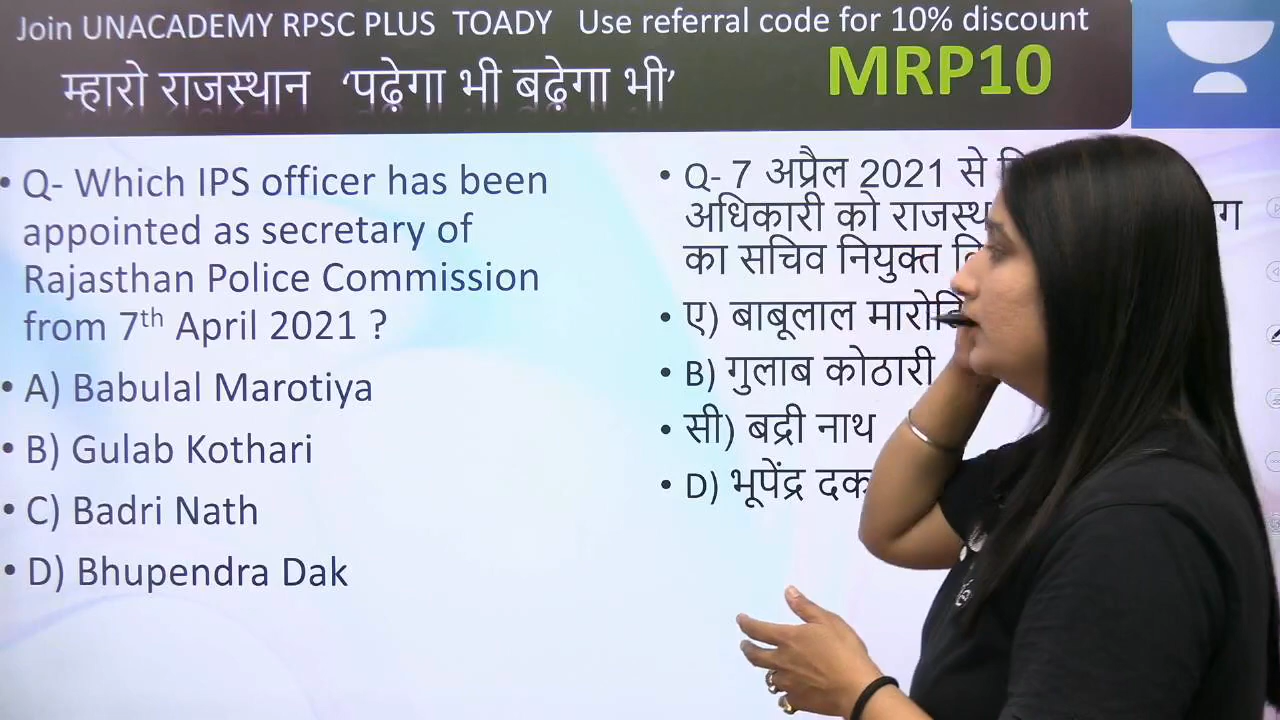 Join UNACADEMY RPSC PLUS TOADY Use referral code for 10% discount
म्हारो राजस्थान ‘पढ़ेगा भी बढ़ेगा भी’ MRP10
• Q- Which IPS officer has been
appointed as secretary of
Rajasthan Police Commission
from 7th April 2021 ?
• A) Babulal Marotiya
• B) Gulab Kothari
• C) Badri Nath
• D) Bhupendra Dak
• Q- 7 अप्रैल 2021 से
अधिकारी को
का सचिव नियुक्त
• ए) बाबूलाल
• B) गुलाब कोठारी
• सी) बद्री नाथ
• D) भूपेंद्र